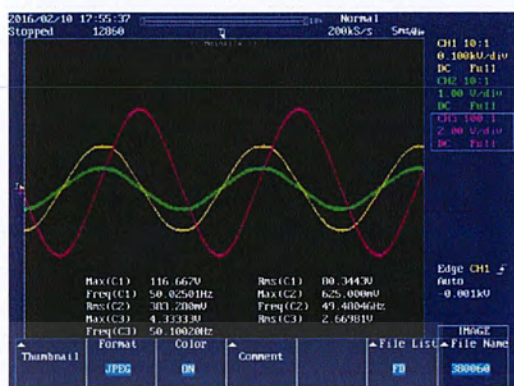 2016/02/10 17:55:37
Normal
Stopped 12860 200kS/s 5ms/div
CH1 10:1
0.100kV/div
DC Full
CH2 10:1
1.00 V/div
DC Full
CH3 100:1
2.00 V/div
DC Full
Max(C1) 116.667V Rms(C1) 80.3443V
Freq(C1) 50.02501Hz Max(C2) 625.000mV
Rms(C2) 383.280mV Freq(C2) 49.48046Hz
Max(C3) 4.33333V Rms(C3) 2.66981V
Freq(C3) 50.10020Hz
Edge CH1
Auto
-0.001kV
IMAGE
Thumbnail Format Color Comment File List File Name
JPEG ON FD 380060